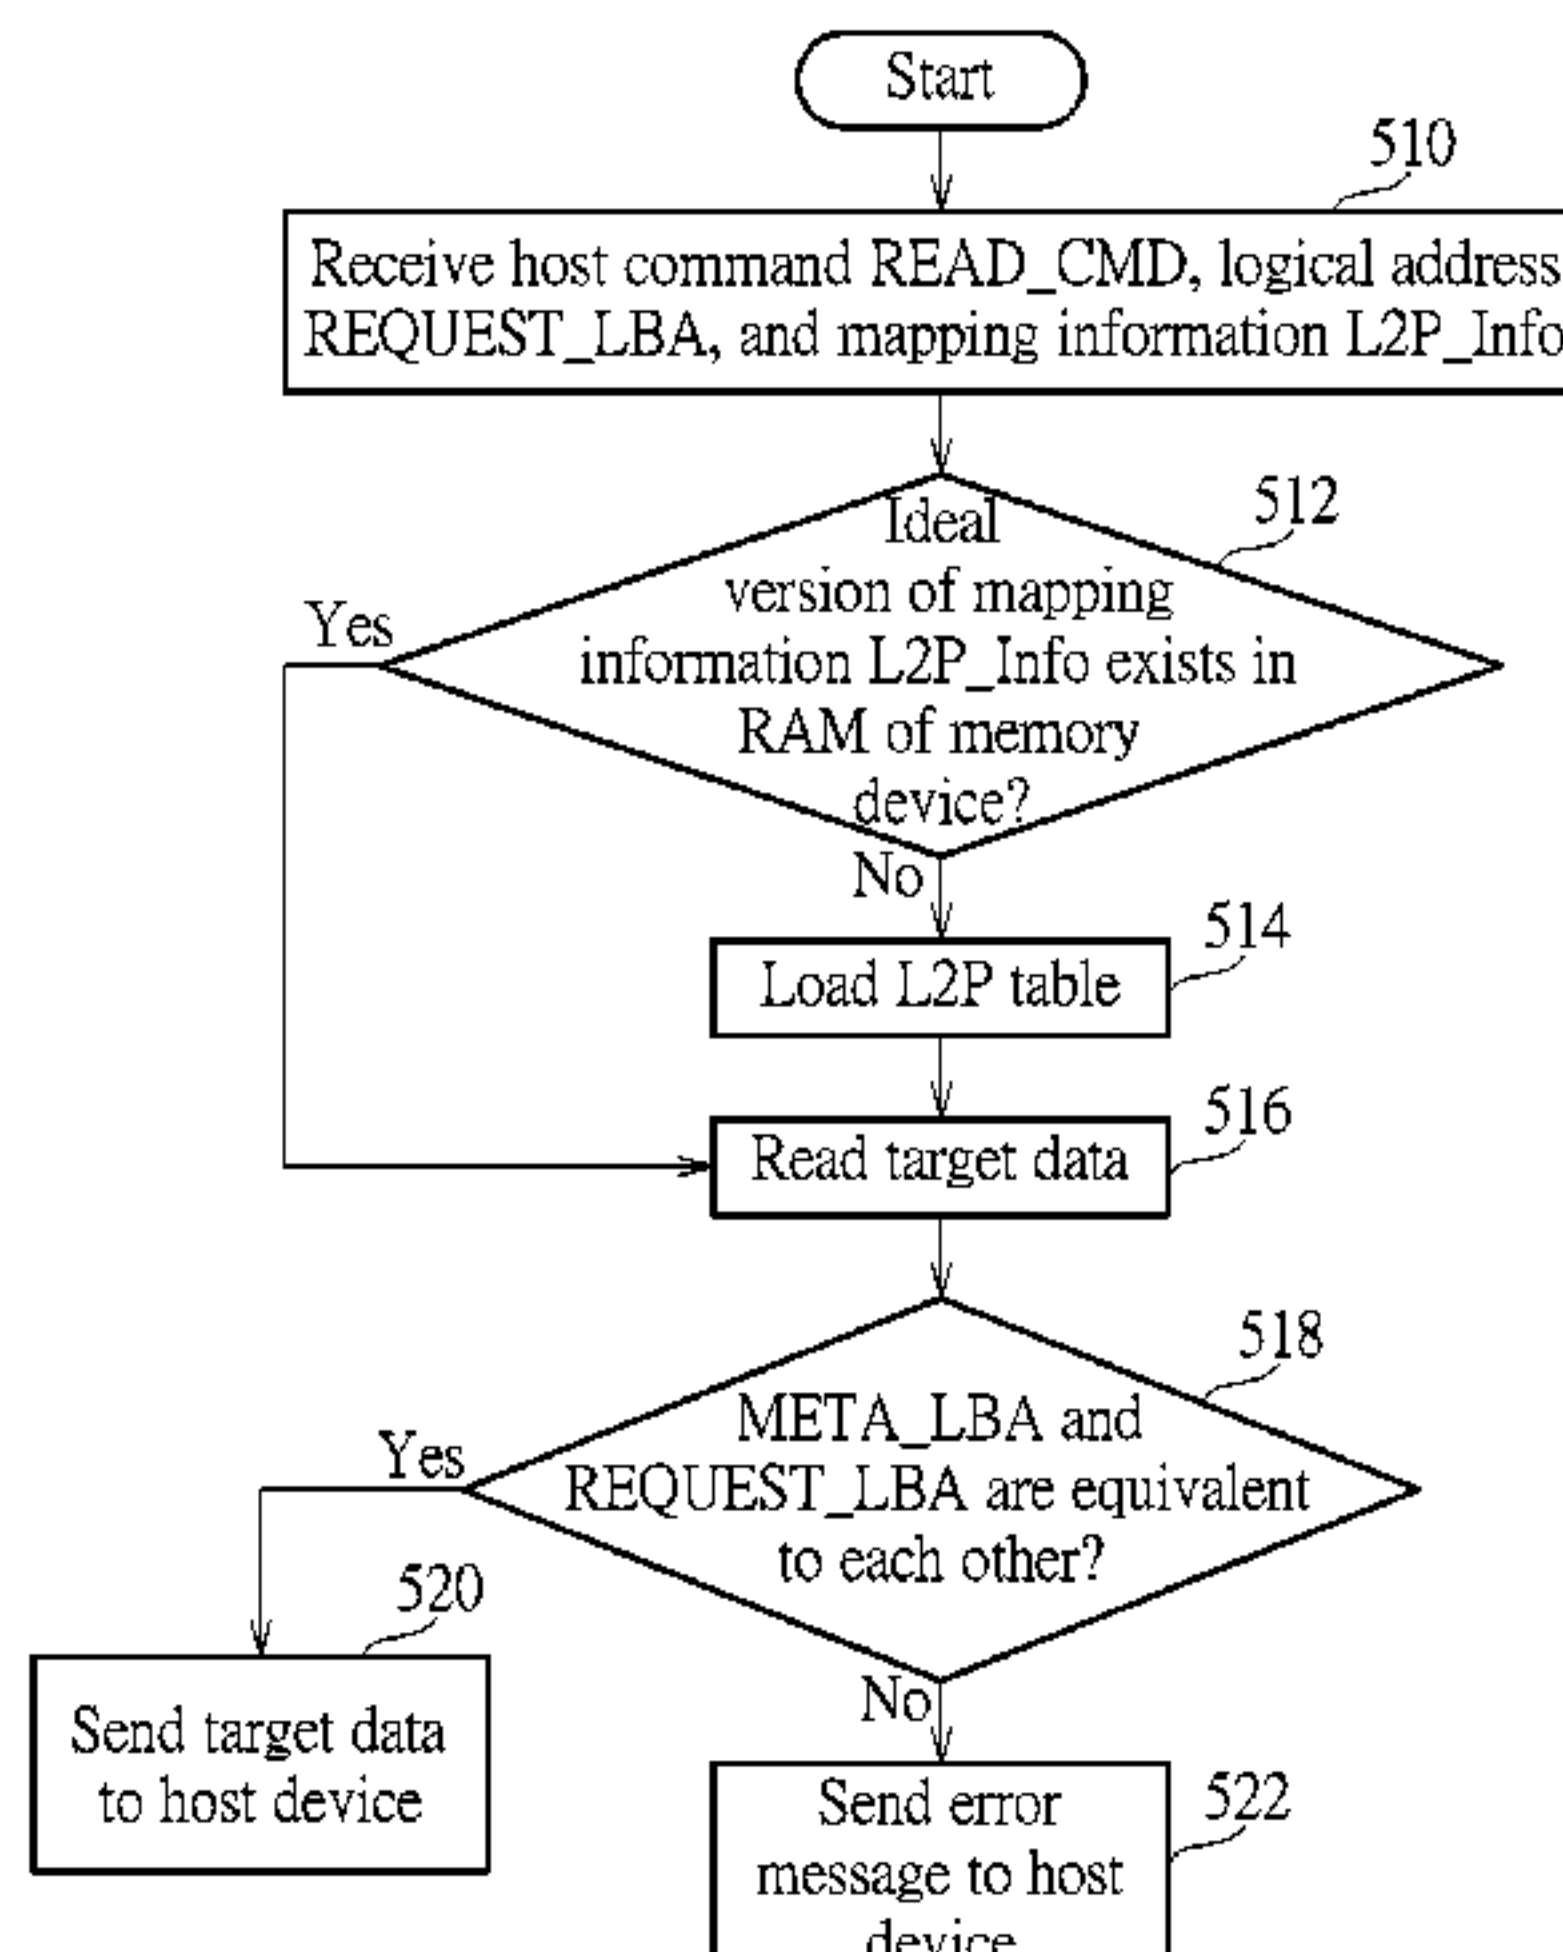 Start
510
Receive host command READ_CMD, logical address
REQUEST_LBA, and mapping information L2P_Info
512
Ideal
version of mapping
information L2P_Info exists in
RAM of memory
device?
Yes
No
514
Load L2P table
516
Read target data
518
META_LBA and
REQUEST_LBA are equivalent
to each other?
Yes
520
Send target data
to host device
No
522
Send error
message to host
device